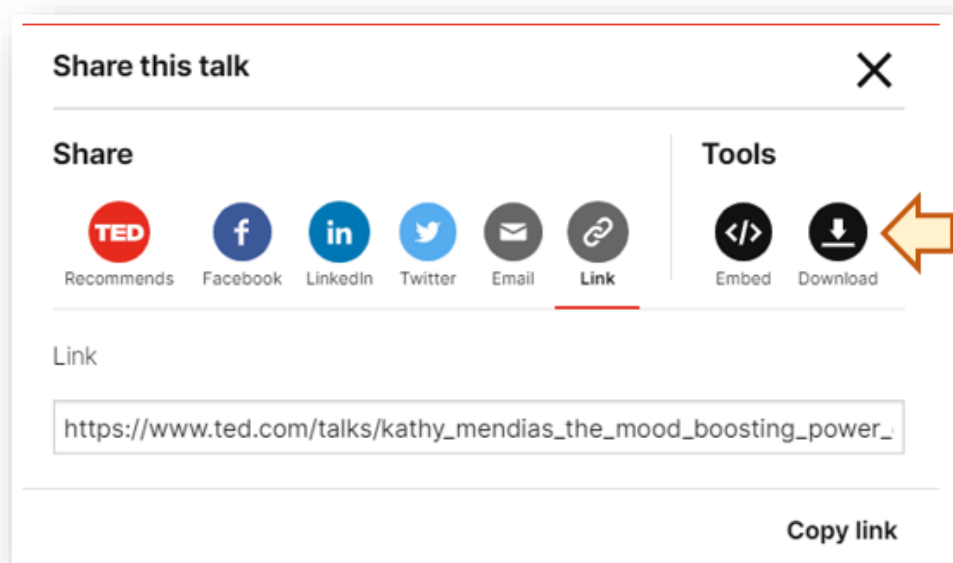 Share this talk
Share
Tools
TED
f
in
</>
Recommends Facebook LinkedIn Twitter Email Link
Embed Download
Link
https://www.ted.com/talks/kathy_mendias_the_mood_boosting_power_
Copy link